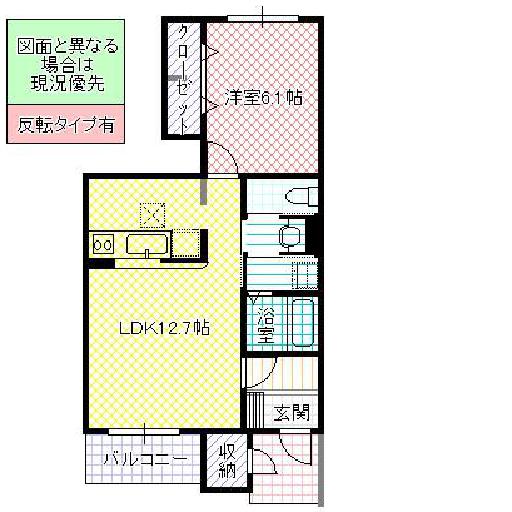 図面と異なる
場合は
現況優先
反転タイプ有
クローゼット
洋室6.1帖
LDK12.7帖
浴室
玄関
バルコニー
収納